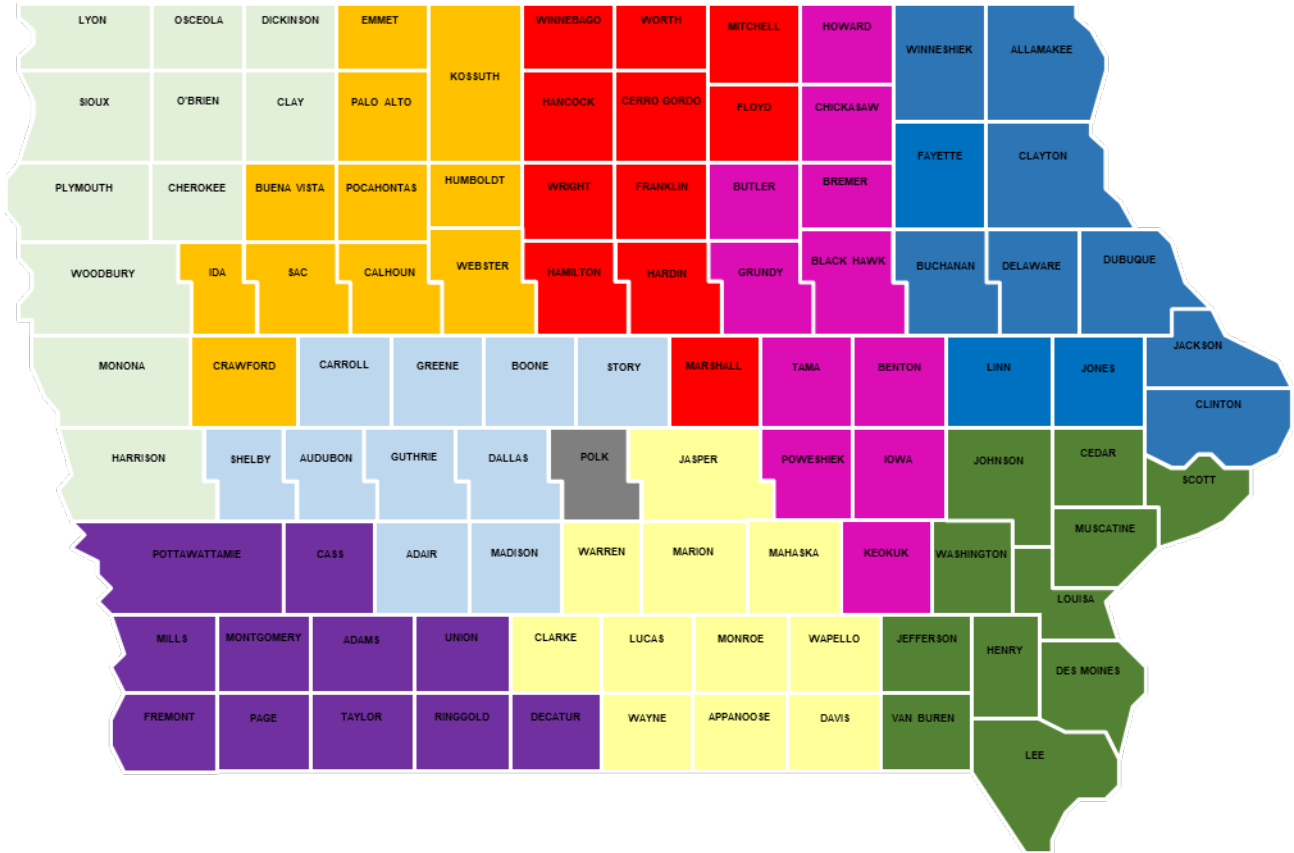 LYON OSCEOLA DICKINSON EMMET WINNEBAGO WORTH MITCHELL HOWARD
WINNESHIEK ALLAMAKEE
KOSSUTH
SIOUX O'BRIEN CLAY PALO ALTO HANCOCK CERRO GORDO FLOYD CHICKASAW
FAYETTE CLAYTON
PLYMOUTH CHEROKEE BUENA VISTA POCAHONTAS HUMBOLDT WRIGHT FRANKLIN BUTLER BREMER
WOODBURY IDA SAC CALHOUN WEBSTER HAMILTON HARDIN GRUNDY BLACK HAWK BUCHANAN DELAWARE DUBUQUE
JACKSON
MONONA CRAWFORD CARROLL GREENE BOONE STORY MARSHALL TAMA BENTON LINN JONES
CLINTON
HARRISON SHELBY AUDUBON GUTHRIE DALLAS POLK JASPER POWESHIEK IOWA JOHNSON CEDAR
SCOTT
MUSCATINE
POTTAWATTAMIE CASS ADAIR MADISON WARREN MARION MAHASKA KEOKUK WASHINGTON
LOUISA
MILLS MONTGOMERY ADAMS UNION CLARKE LUCAS MONROE WAPELLO JEFFERSON
HENRY
DES MOINES
FREMONT PAGE TAYLOR RINGGOLD DECATUR WAYNE APPANOOSE DAVIS VAN BUREN
LEE